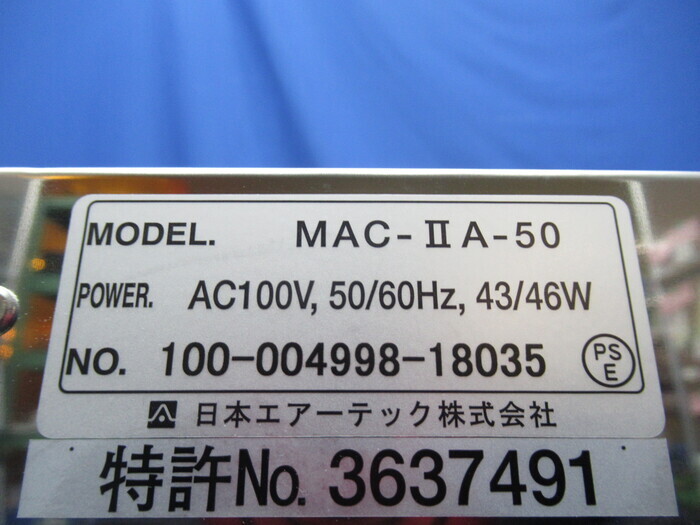 MODEL. MAC-ⅡA-50
POWER. AC100V, 50/60Hz, 43/46W
NO. 100-004998-18035
PS
E
日本エアーテック株式会社
特許No. 3637491